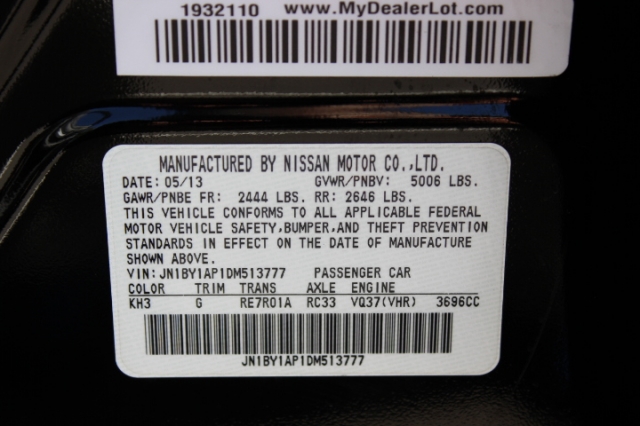 1932110 www.MyDealerLot.com
MANUFACTURED BY NISSAN MOTOR CO.,LTD.
DATE: 05/13 GVWR/PNBV: 5006 LBS.
GAWR/PNBE FR: 2444 LBS. RR: 2646 LBS.
THIS VEHICLE CONFORMS TO ALL APPLICABLE FEDERAL
MOTOR VEHICLE SAFETY,BUMPER,AND THEFT PREVENTION
STANDARDS IN EFFECT ON THE DATE OF MANUFACTURE
SHOWN ABOVE.
VIN: JN1BY1AP1DM513777 PASSENGER CAR
COLOR TRIM TRANS AXLE ENGINE
KH3 G RE7R01A RC33 VQ37(VHR) 3696CC
JN1BY1AP1DM513777